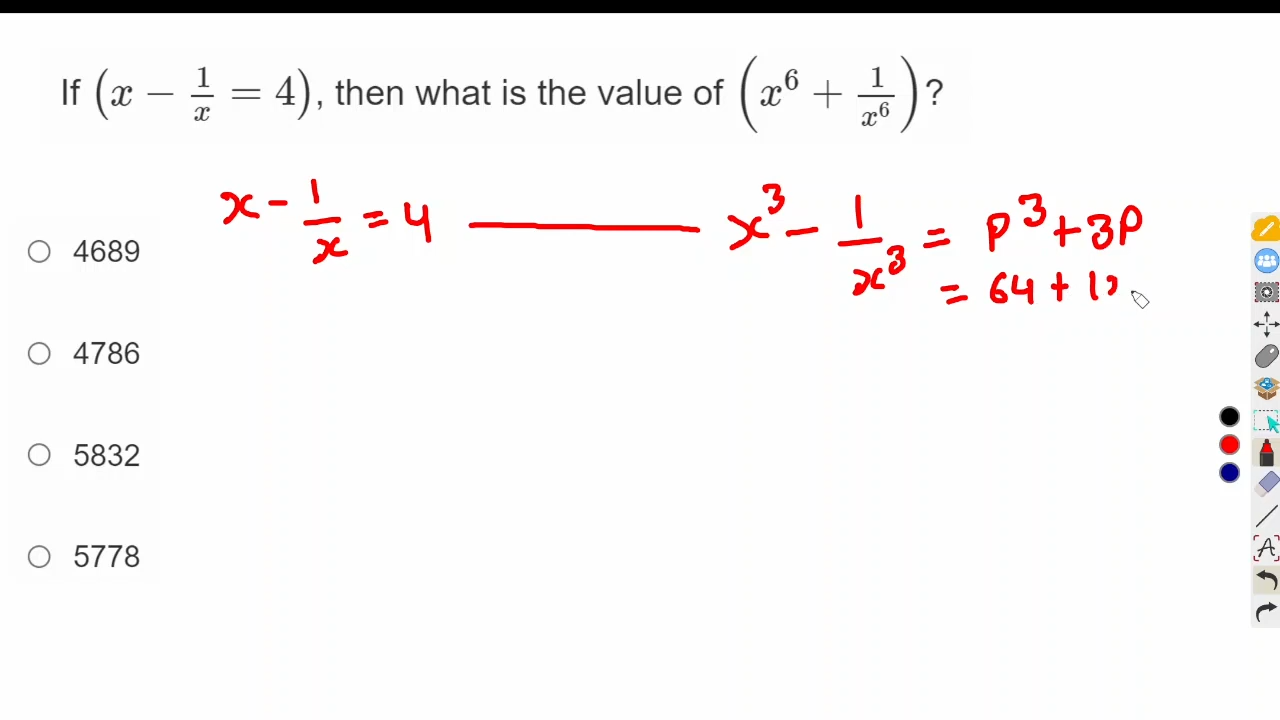 If (x − 1/x = 4), then what is the value of (x⁶ + 1/x⁶)?
x − 1/x = 4 ——— x³ − 1/x³ = P³ + 3P
= 64 + 1
4689
4786
5832
5778
A